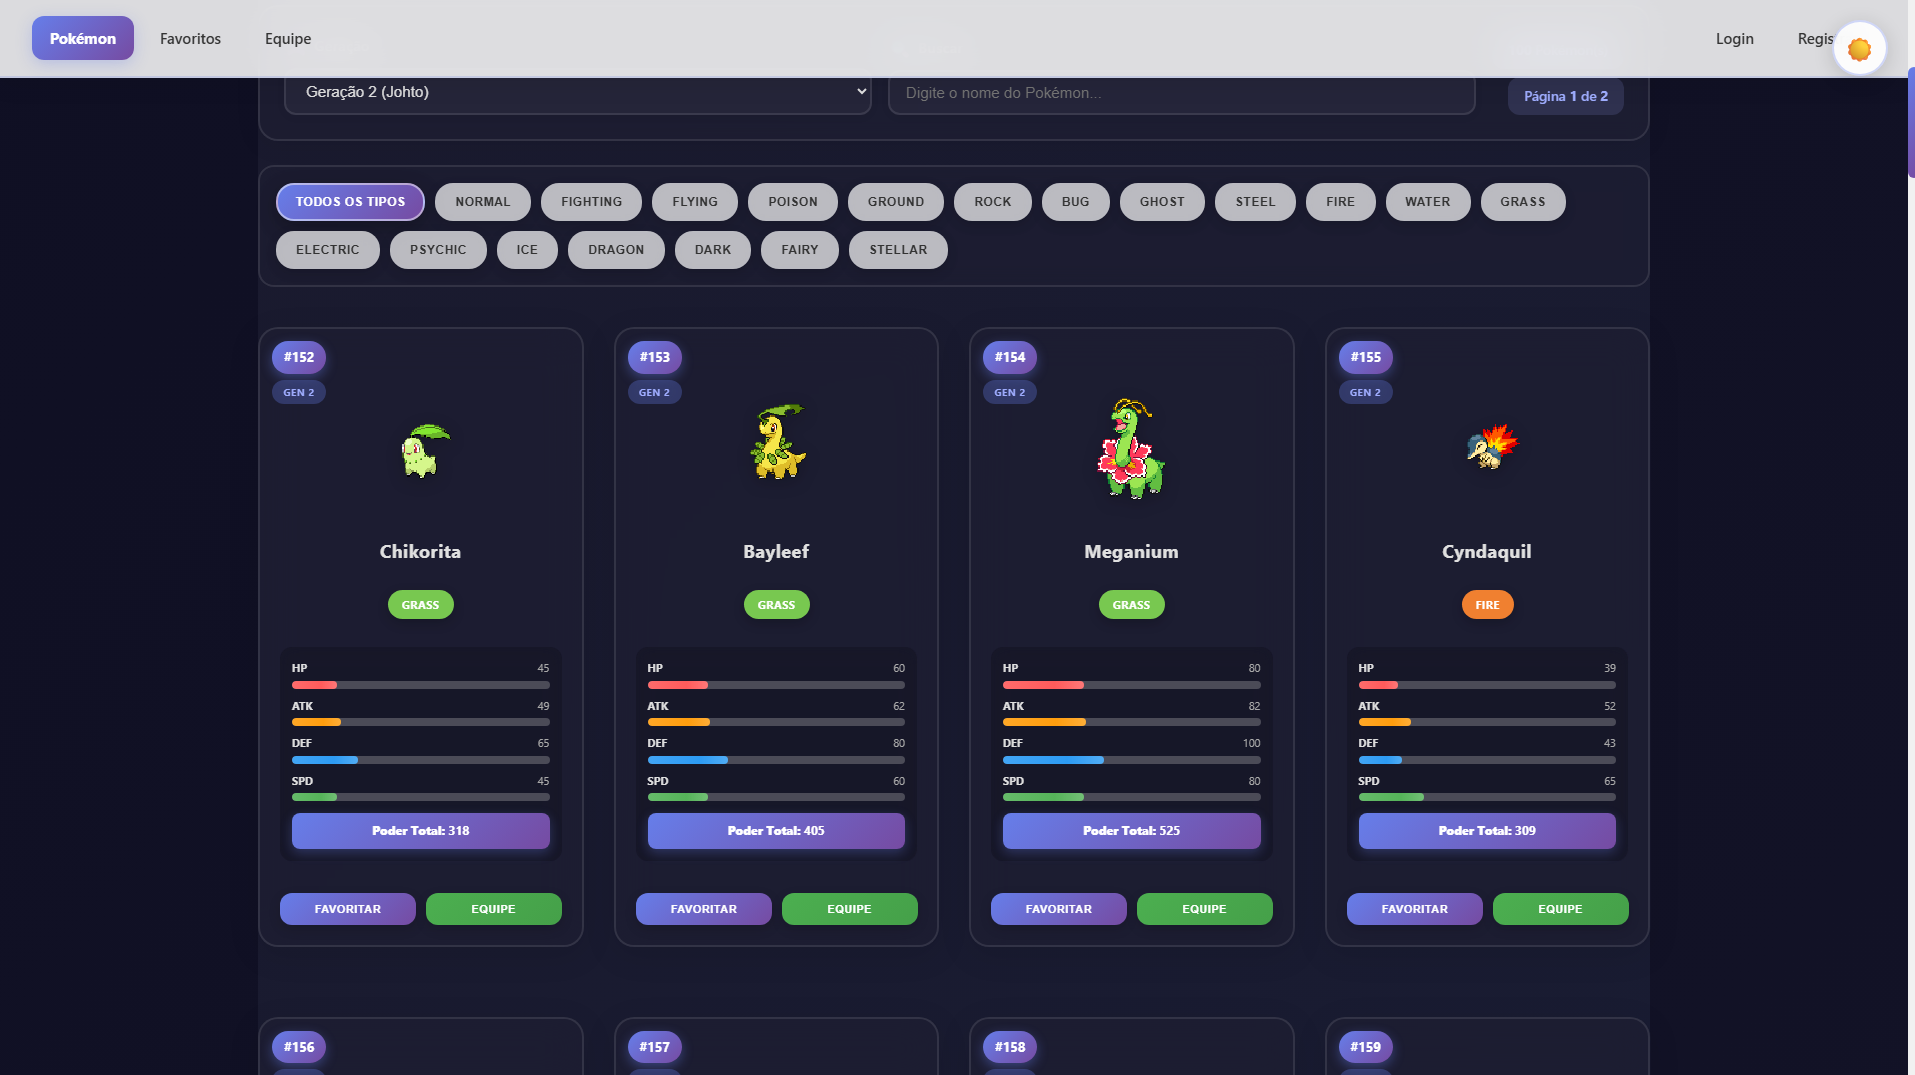 Pokémon Favoritos Equipe Login Regis
Geração 2 (Johto) Digite o nome do Pokémon... Página 1 de 2
TODOS OS TIPOS NORMAL FIGHTING FLYING POISON GROUND ROCK BUG GHOST STEEL FIRE WATER GRASS
ELECTRIC PSYCHIC ICE DRAGON DARK FAIRY STELLAR
#152
GEN 2
Chikorita
GRASS
HP 45
ATK 49
DEF 65
SPD 45
Poder Total: 318
FAVORITAR EQUIPE
#153
GEN 2
Bayleef
GRASS
HP 60
ATK 62
DEF 80
SPD 60
Poder Total: 405
FAVORITAR EQUIPE
#154
GEN 2
Meganium
GRASS
HP 80
ATK 82
DEF 100
SPD 80
Poder Total: 525
FAVORITAR EQUIPE
#155
GEN 2
Cyndaquil
FIRE
HP 39
ATK 52
DEF 43
SPD 65
Poder Total: 309
FAVORITAR EQUIPE
#156 #157 #158 #159